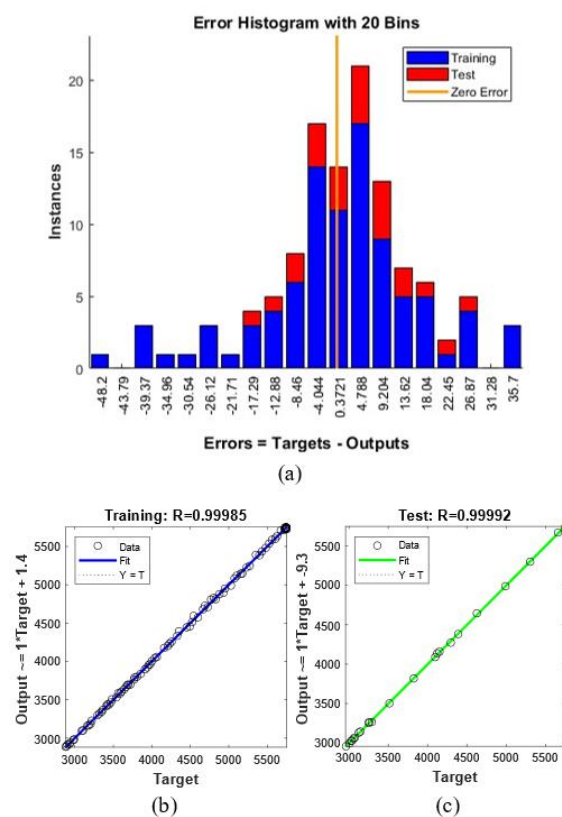 Error Histogram with 20 Bins
Training
Test
Zero Error
Instances
20
15
10
5
0
-48.2
-43.79
-39.37
-34.96
-30.54
-26.12
-21.71
-17.29
-12.88
-8.46
-4.044
0.3721
4.788
9.204
13.62
18.04
22.45
26.87
31.28
35.7
Errors = Targets - Outputs
(a)
Training: R=0.99985
Data
Fit
Y = T
Output ~= 1*Target + 1.4
5500
5000
4500
4000
3500
3000
3000 3500 4000 4500 5000 5500
Target
(b)
Test: R=0.99992
Data
Fit
Y = T
Output ~= 1*Target + -9.3
5500
5000
4500
4000
3500
3000
3000 3500 4000 4500 5000 5500
Target
(c)